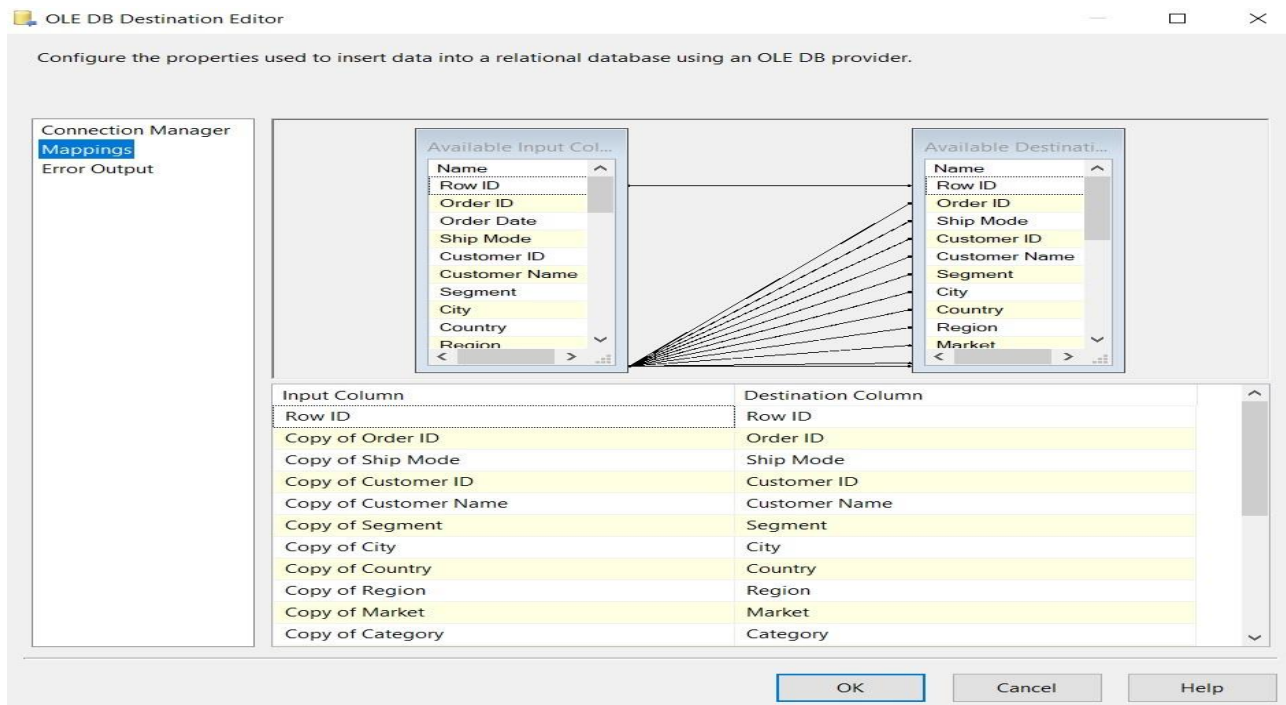 OLE DB Destination Editor
Configure the properties used to insert data into a relational database using an OLE DB provider.
Connection Manager
Mappings
Error Output
Available Input Col...
Name
Row ID
Order ID
Order Date
Ship Mode
Customer ID
Customer Name
Segment
City
Country
Region
Available Destinati...
Name
Row ID
Order ID
Ship Mode
Customer ID
Customer Name
Segment
City
Country
Region
Market
Input Column Destination Column
Row ID Row ID
Copy of Order ID Order ID
Copy of Ship Mode Ship Mode
Copy of Customer ID Customer ID
Copy of Customer Name Customer Name
Copy of Segment Segment
Copy of City City
Copy of Country Country
Copy of Region Region
Copy of Market Market
Copy of Category Category
OK Cancel Help